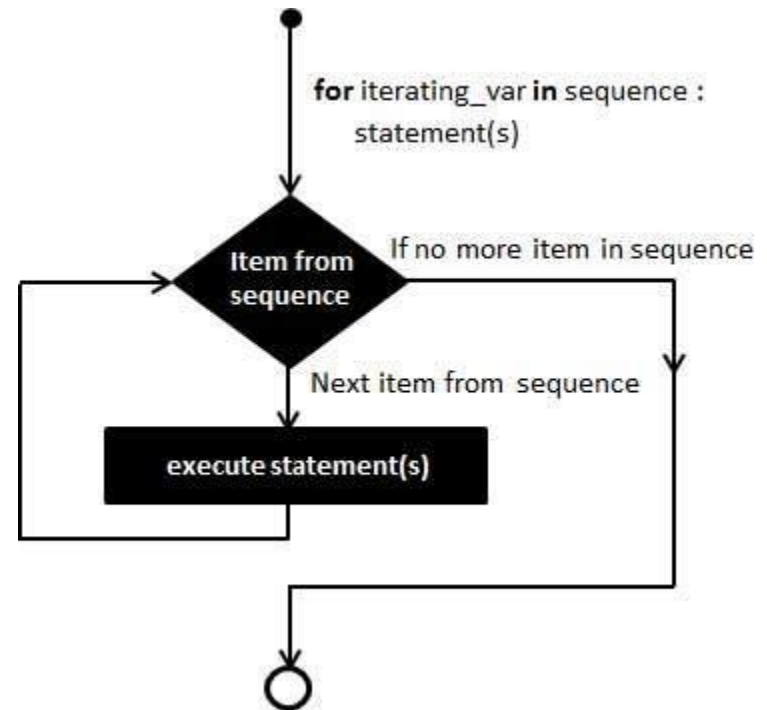 for iterating_var in sequence :
statement(s)
If no more item in sequence
Item from
sequence
Next item from sequence
execute statement(s)